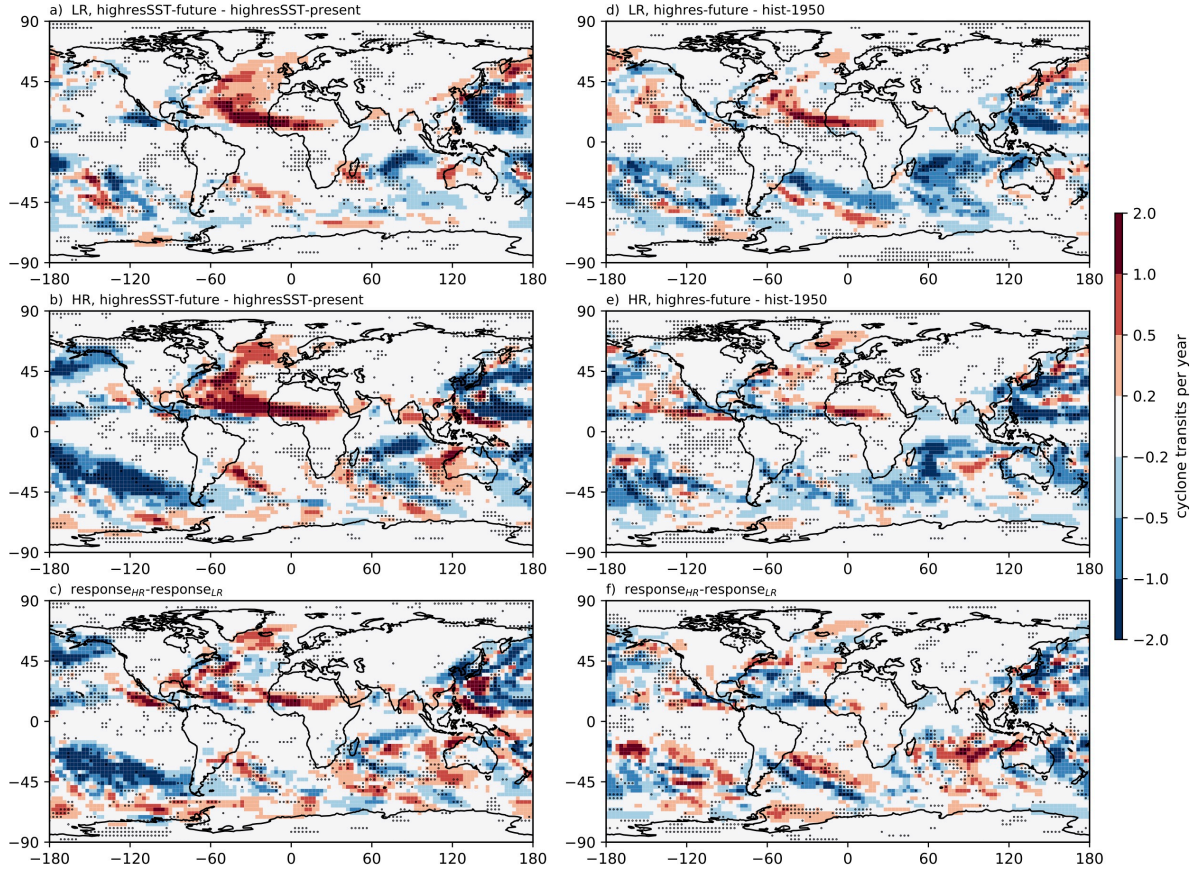 a) LR, highresSST-future - highresSST-present
90
45
0
−45
−90
−180 −120 −60 0 60 120 180
d) LR, highres-future - hist-1950
90
45
0
−45
−90
−180 −120 −60 0 60 120 180
b) HR, highresSST-future - highresSST-present
90
45
0
−45
−90
−180 −120 −60 0 60 120 180
e) HR, highres-future - hist-1950
90
45
0
−45
−90
−180 −120 −60 0 60 120 180
c) response_HR-response_LR
90
45
0
−45
−90
−180 −120 −60 0 60 120 180
f) response_HR-response_LR
90
45
0
−45
−90
−180 −120 −60 0 60 120 180
2.0
1.0
0.5
0.2
−0.2
−0.5
−1.0
−2.0
cyclone transits per year